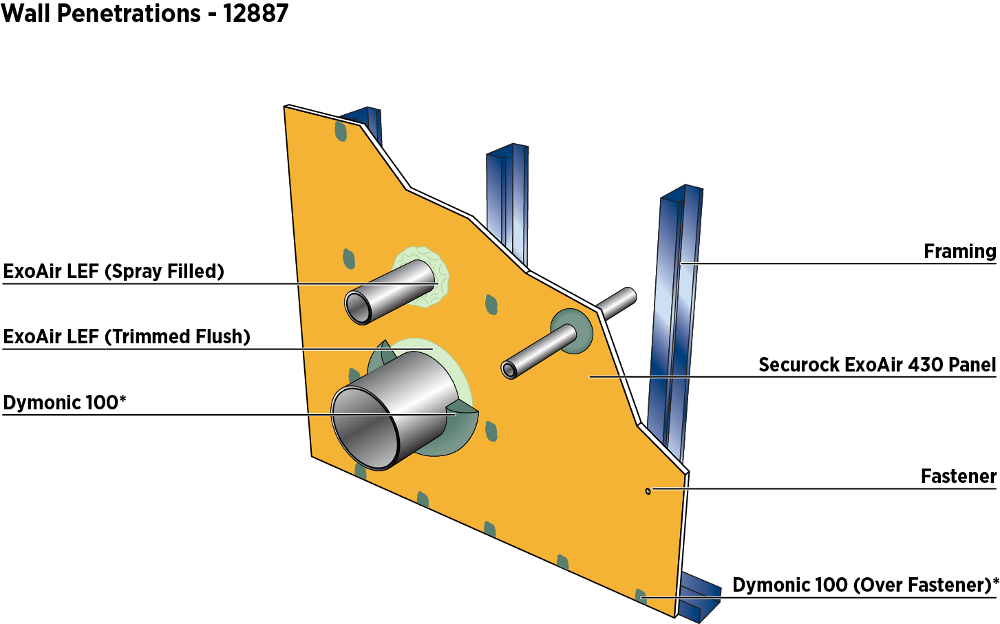 Wall Penetrations - 12887
Framing
ExoAir LEF (Spray Filled)
ExoAir LEF (Trimmed Flush)
Securock ExoAir 430 Panel
Dymonic 100*
Fastener
Dymonic 100 (Over Fastener)*